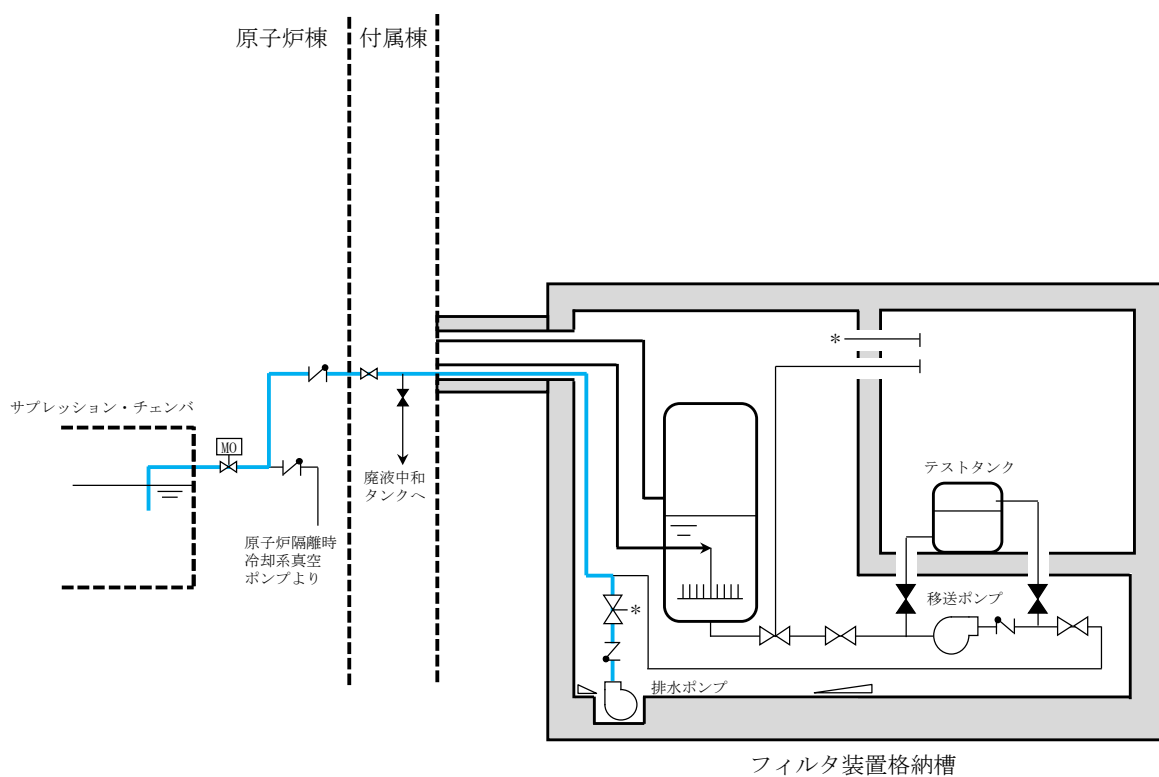 原子炉棟
付属棟
＊
サプレッション・チェンバ
MO
廃液中和
タンクへ
テストタンク
原子炉隔離時
冷却系真空
ポンプより
移送ポンプ
＊
排水ポンプ
フィルタ装置格納槽